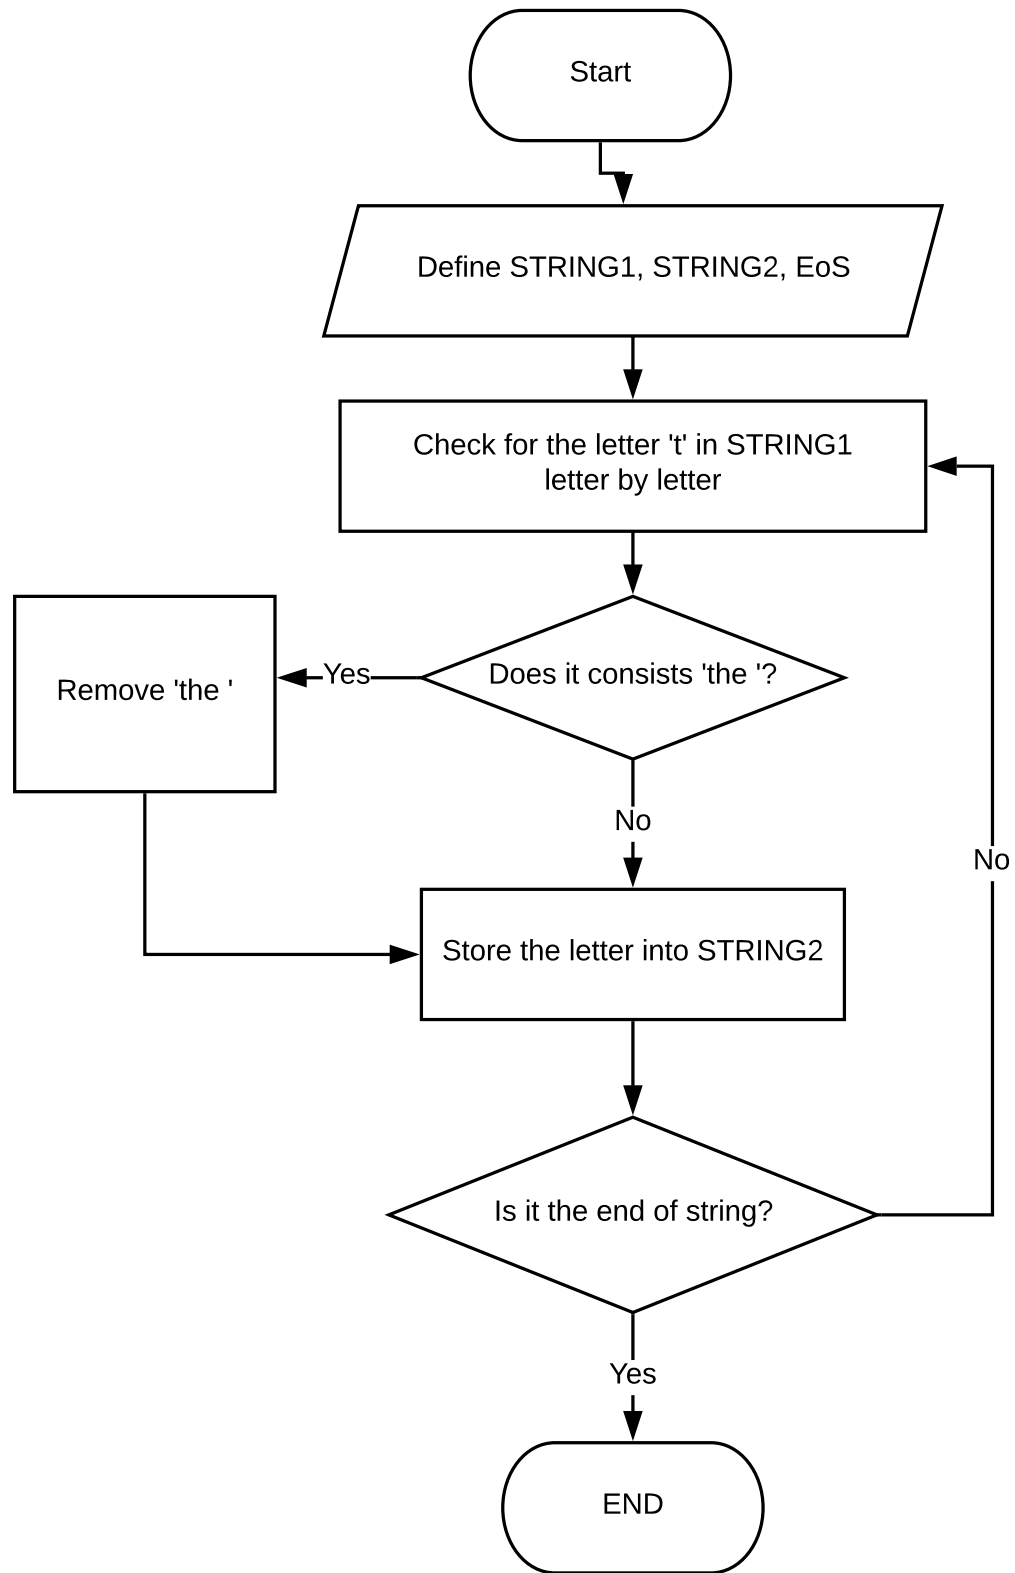 Start
Define STRING1, STRING2, EoS
Check for the letter 't' in STRING1
letter by letter
Does it consists 'the '?
Yes
Remove 'the '
No
Store the letter into STRING2
No
Is it the end of string?
Yes
END